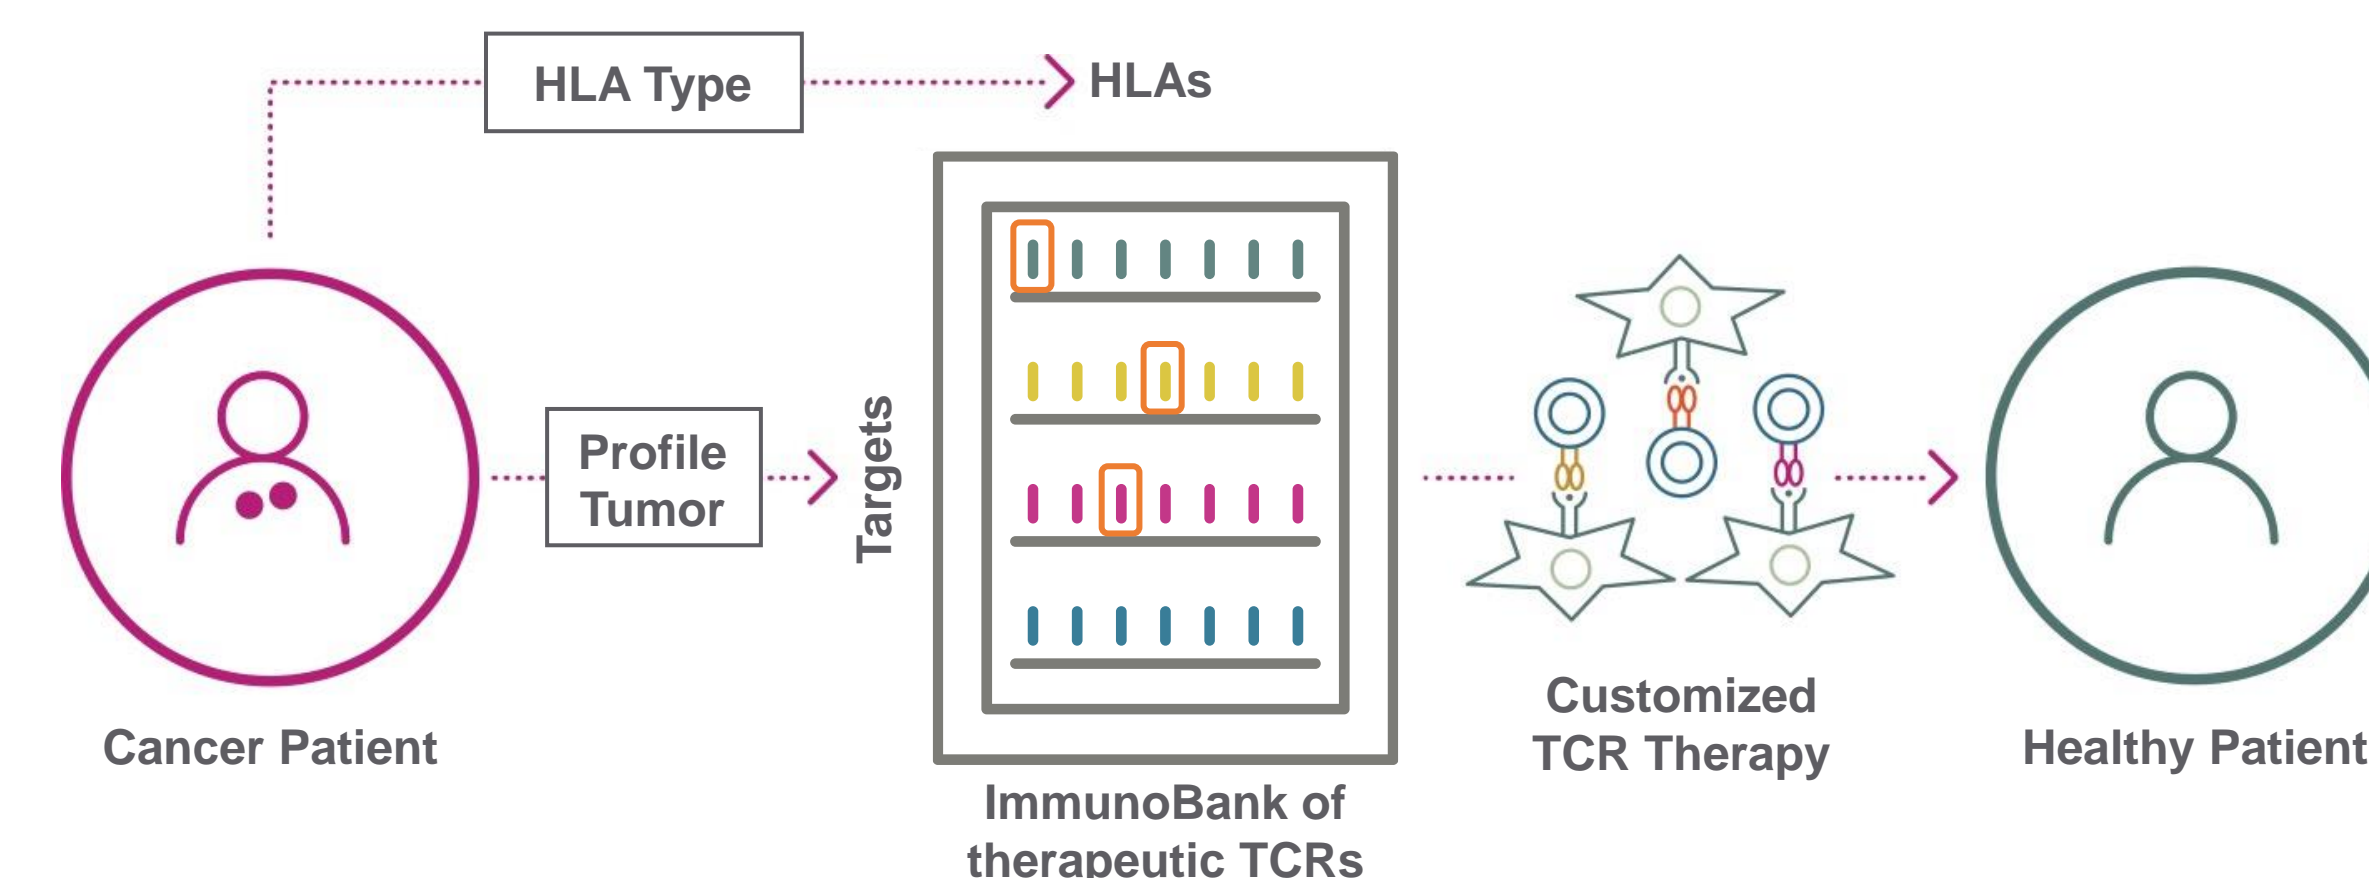 HLA Type
HLAs
Profile
Tumor
Targets
Cancer Patient
ImmunoBank of
therapeutic TCRs
Customized
TCR Therapy
Healthy Patient